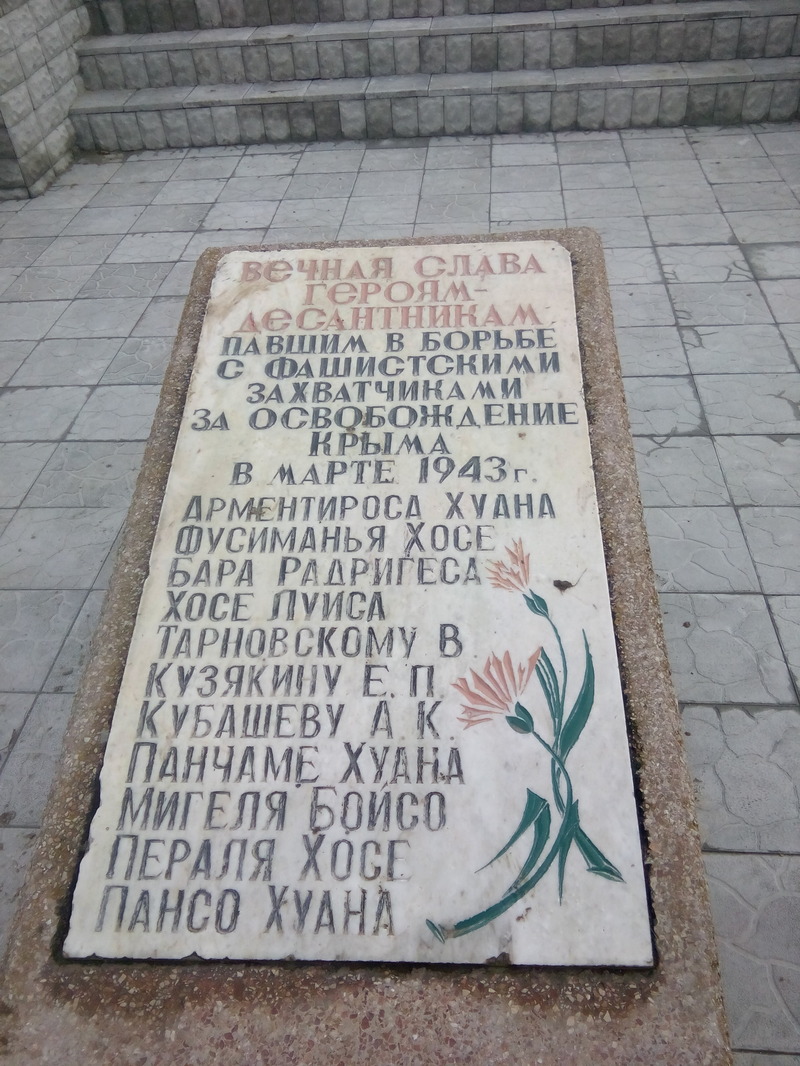 ВЕЧНАЯ СЛАВА
ГЕРОЯМ-
ДЕСАНТНИКАМ,
ПАВШИМ В БОРЬБЕ
С ФАШИСТСКИМИ
ЗАХВАТЧИКАМИ
ЗА ОСВОБОЖДЕНИЕ
КРЫМА
В МАРТЕ 1943г.
АРМЕНТИРОСА ХУАНА
ФУСИМАНЬЯ ХОСЕ
БАРА РАДРИГЕСА
ХОСЕ ЛУИСА
ТАРНОВСКОМУ В
КУЗЯКИНУ Е.П.
КУБАШЕВУ А.К.
ПАНЧАМЕ ХУАНА
МИГЕЛЯ БОЙСО
ПЕРАЛЯ ХОСЕ
ПАНСО ХУАНА